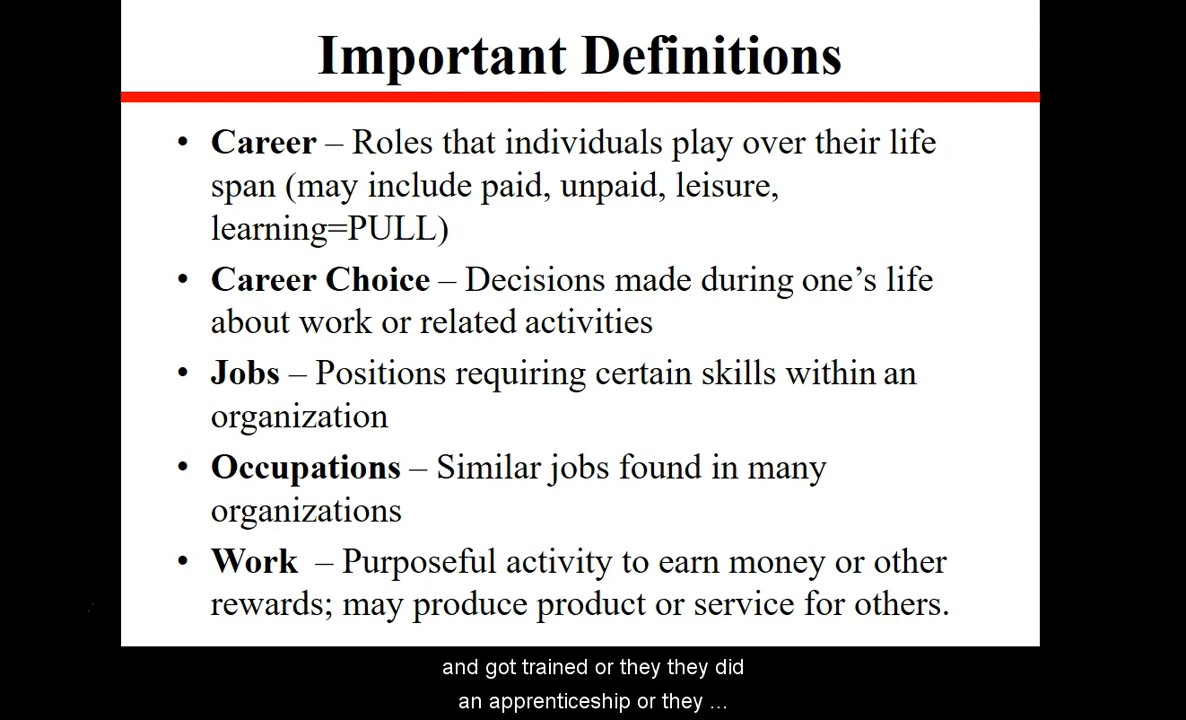 Important Definitions
• Career – Roles that individuals play over their life
span (may include paid, unpaid, leisure,
learning=PULL)
• Career Choice – Decisions made during one’s life
about work or related activities
• Jobs – Positions requiring certain skills within an
organization
• Occupations – Similar jobs found in many
organizations
• Work – Purposeful activity to earn money or other
rewards; may produce product or service for others.
and got trained or they they did
an apprenticeship or they ...